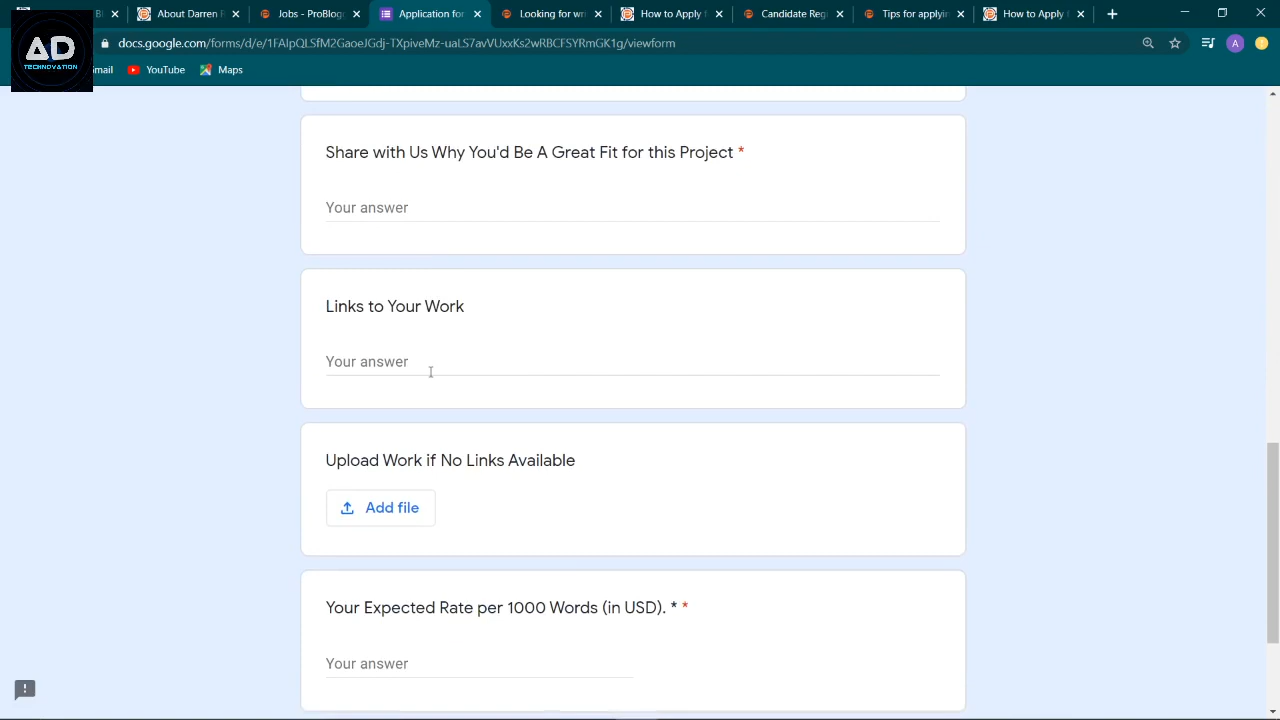 About Darren R
Jobs - ProBlogg
Application for
Looking for wri
How to Apply f
Candidate Regi
Tips for applyin
How to Apply f
docs.google.com/forms/d/e/1FAIpQLSfM2GaoeJGdj-TXpiveMz-uaLS7avVUxxKs2wRBCFSYRmGK1g/viewform
A
AD
TECHNOVATION
mail
YouTube
Maps
Share with Us Why You'd Be A Great Fit for this Project *
Your answer
Links to Your Work
Your answer
Upload Work if No Links Available
Add file
Your Expected Rate per 1000 Words (in USD). * *
Your answer